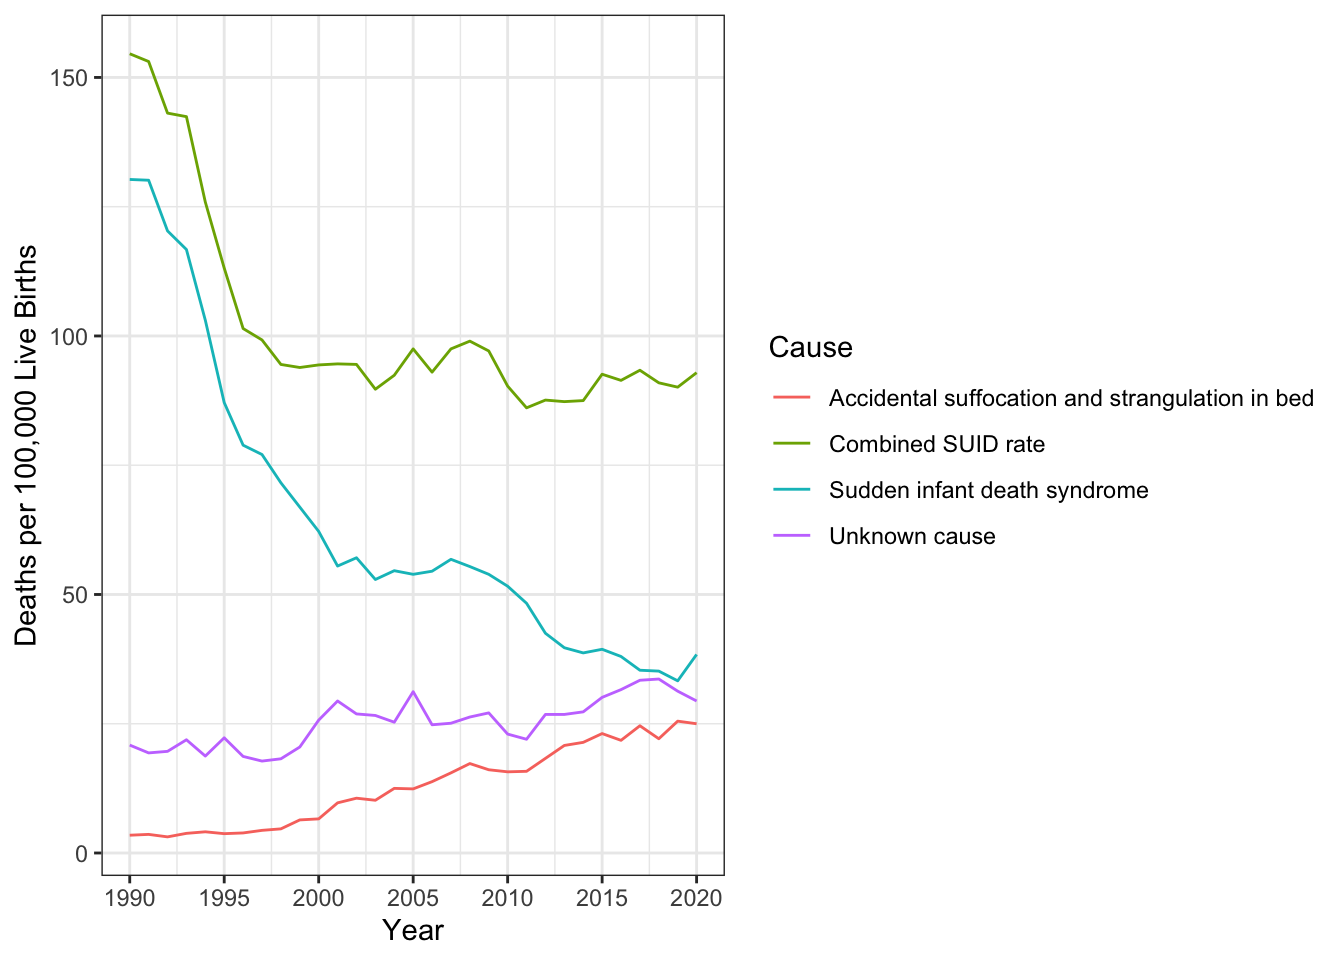 150
100
50
0
Deaths per 100,000 Live Births
1990 1995 2000 2005 2010 2015 2020
Year
Cause
Accidental suffocation and strangulation in bed
Combined SUID rate
Sudden infant death syndrome
Unknown cause